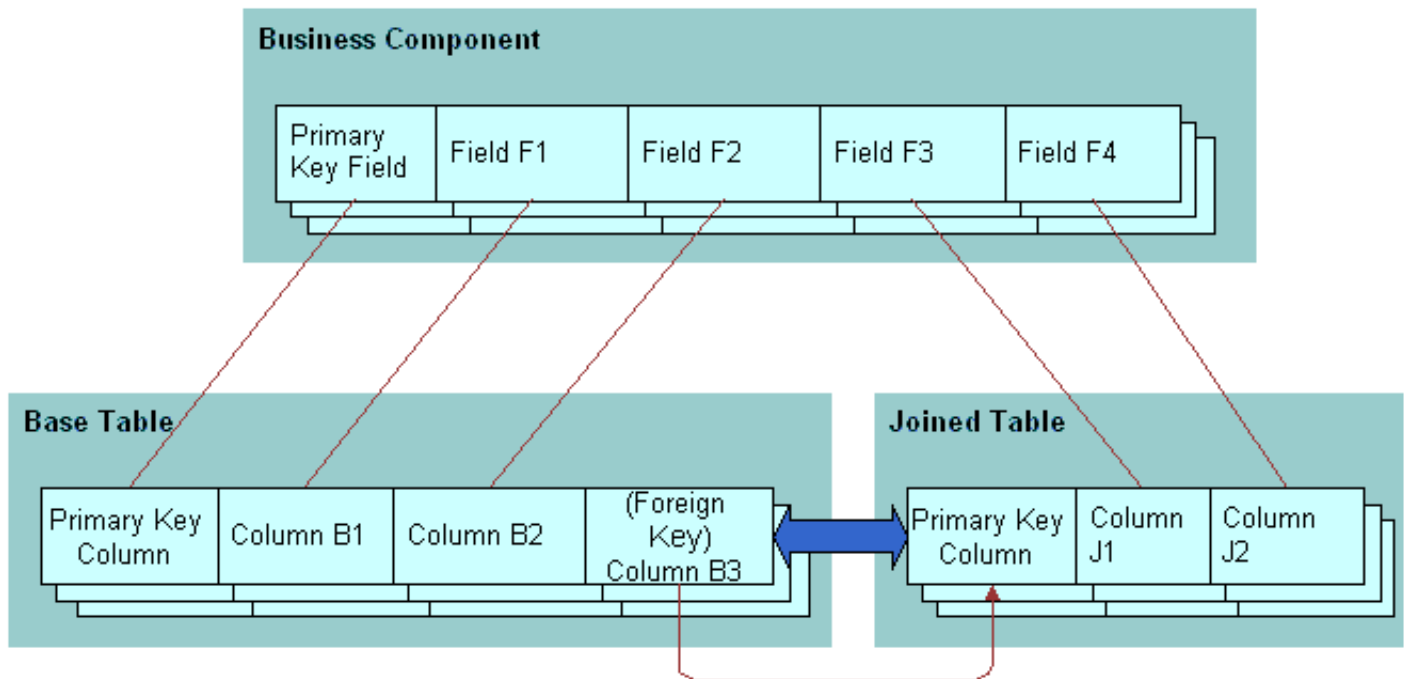 Business Component
Primary
Key Field
Field F1
Field F2
Field F3
Field F4
Base Table
Primary Key
Column
Column B1
Column B2
(Foreign
Key)
Column B3
Joined Table
Primary Key
Column
Column
J1
Column
J2